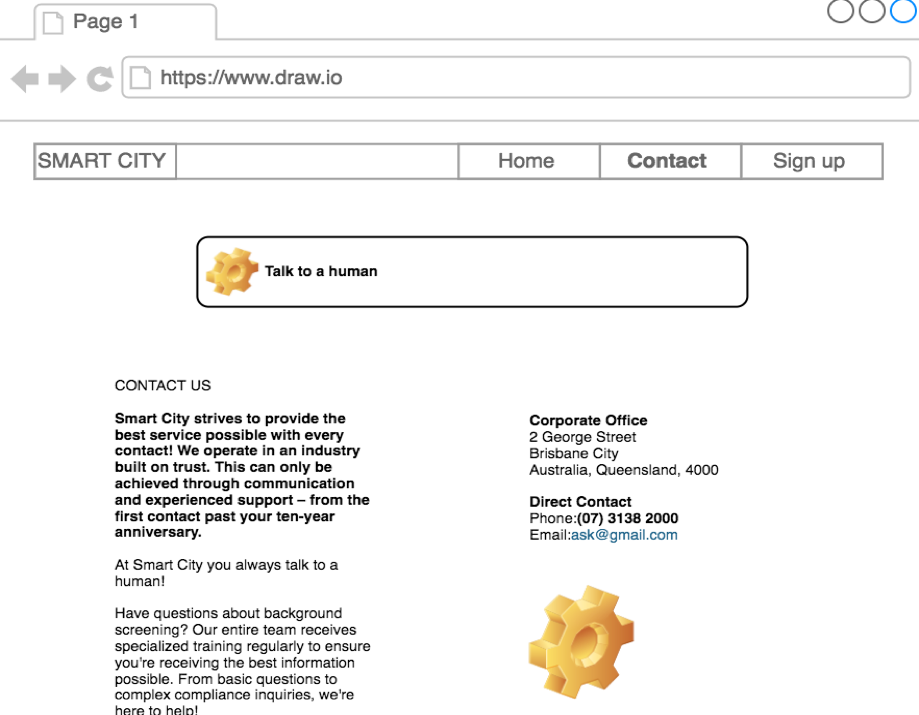 Page 1
https://www.draw.io
SMART CITY
Home
Contact
Sign up
Talk to a human
CONTACT US
Smart City strives to provide the
best service possible with every
contact! We operate in an industry
built on trust. This can only be
achieved through communication
and experienced support – from the
first contact past your ten-year
anniversary.
At Smart City you always talk to a
human!
Have questions about background
screening? Our entire team receives
specialized training regularly to ensure
you're receiving the best information
possible. From basic questions to
complex compliance inquiries, we're
here to help!
Corporate Office
2 George Street
Brisbane City
Australia, Queensland, 4000
Direct Contact
Phone:(07) 3138 2000
Email:ask@gmail.com